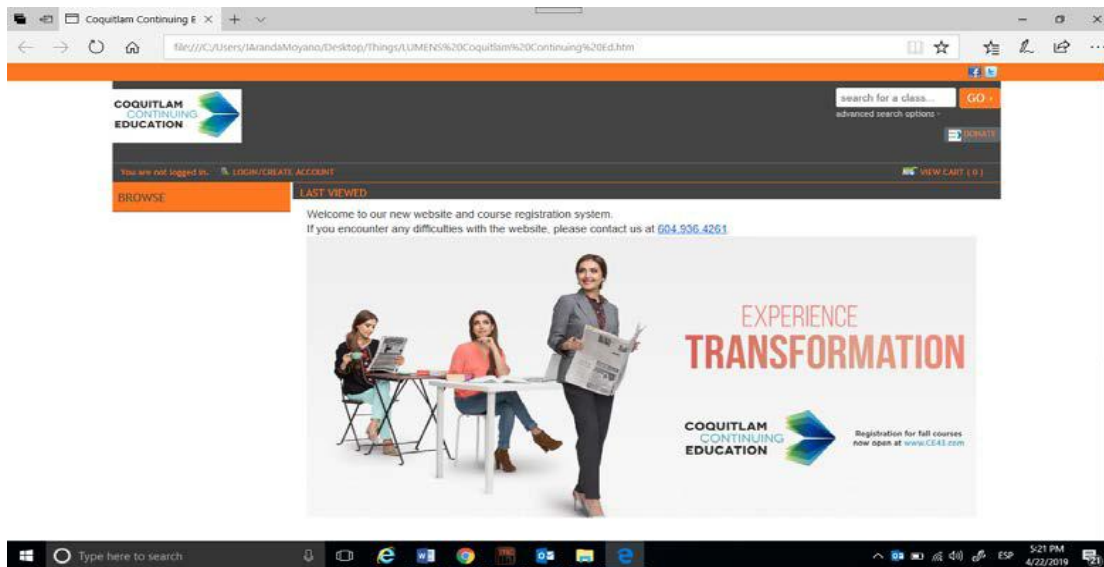 Coquitlam Continuing E
file:///C:/Users/IArandaMoyano/Desktop/Things/LUMENS%20Coquitlam%20Continuing%20Ed.htm
COQUITLAM
CONTINUING
EDUCATION
search for a class...
GO
advanced search options
DONATE
You are not logged in.
LOGIN/CREATE ACCOUNT
VIEW CART ( 0 )
BROWSE
LAST VIEWED
Welcome to our new website and course registration system.
If you encounter any difficulties with the website, please contact us at 604.936.4261.
EXPERIENCE
TRANSFORMATION
COQUITLAM
CONTINUING
EDUCATION
Registration for fall courses
now open at www.CE43.com
Type here to search
ESP
5:21 PM
4/22/2019
21